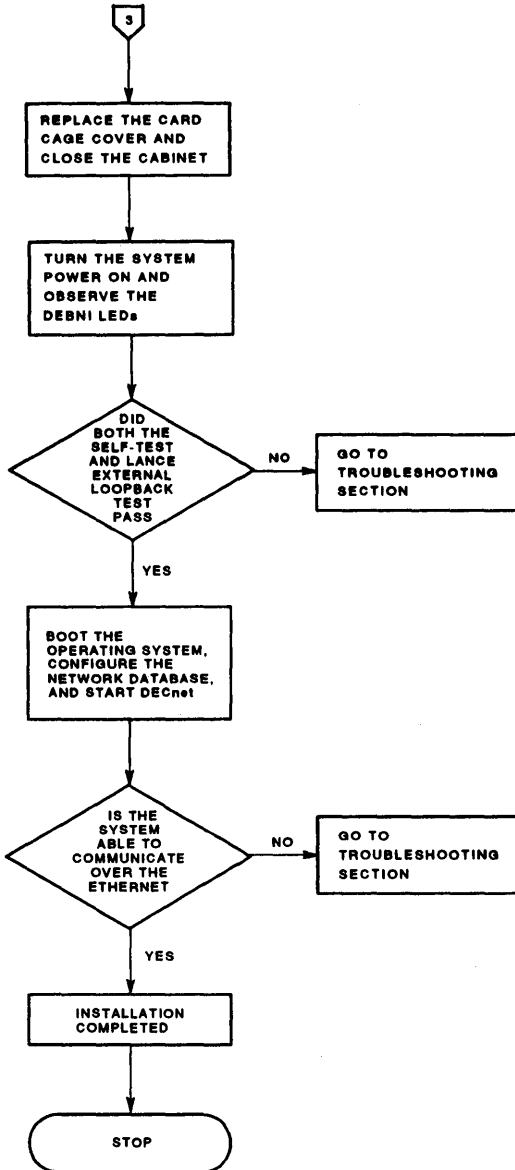 3
REPLACE THE CARD
CAGE COVER AND
CLOSE THE CABINET
TURN THE SYSTEM
POWER ON AND
OBSERVE THE
DEBNI LEDs
DID
BOTH THE
SELF-TEST
AND LANCE
EXTERNAL
LOOPBACK
TEST
PASS
NO
GO TO
TROUBLESHOOTING
SECTION
YES
BOOT THE
OPERATING SYSTEM,
CONFIGURE THE
NETWORK DATABASE,
AND START DECnet
IS THE
SYSTEM
ABLE TO
COMMUNICATE
OVER THE
ETHERNET
NO
GO TO
TROUBLESHOOTING
SECTION
YES
INSTALLATION
COMPLETED
STOP